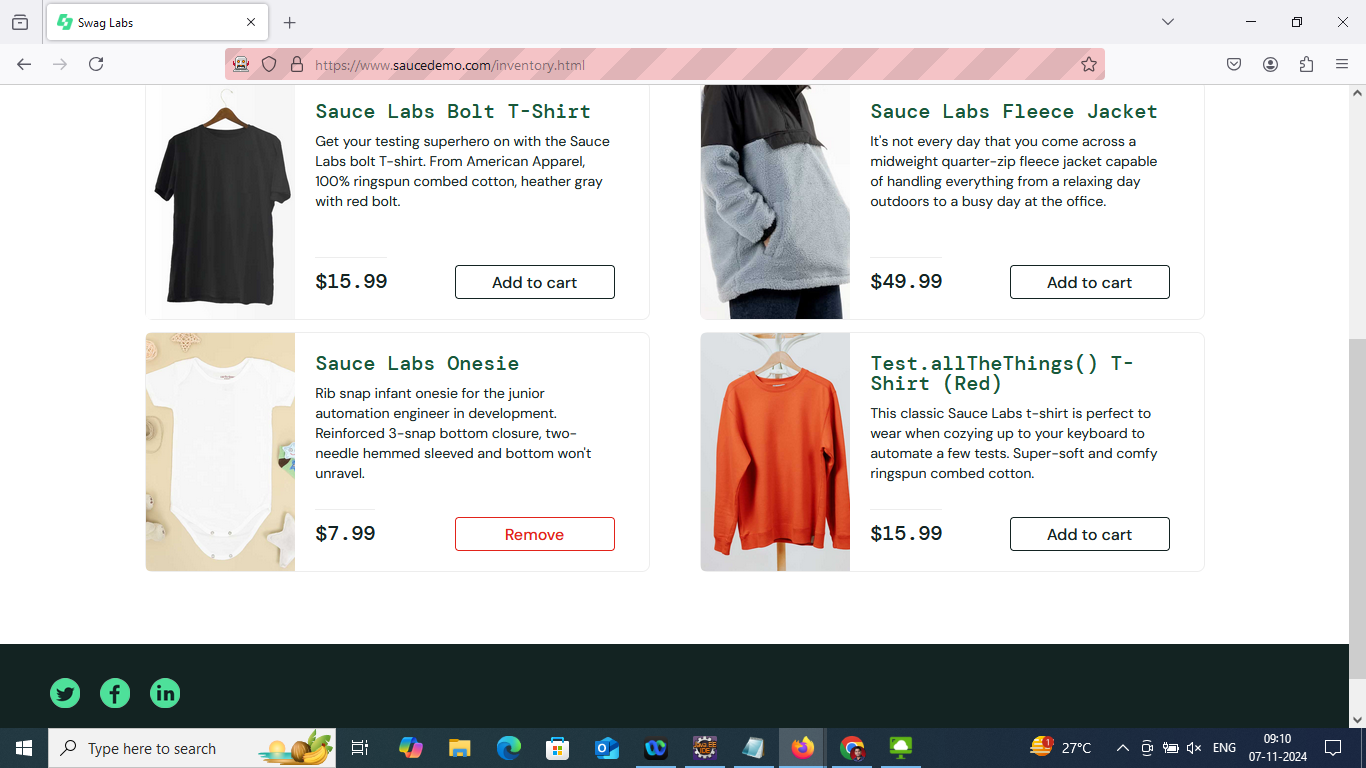 Swag Labs
https://www.saucedemo.com/inventory.html
Sauce Labs Bolt T-Shirt
Get your testing superhero on with the Sauce
Labs bolt T-shirt. From American Apparel,
100% ringspun combed cotton, heather gray
with red bolt.
$15.99
Add to cart
Sauce Labs Fleece Jacket
It's not every day that you come across a
midweight quarter-zip fleece jacket capable
of handling everything from a relaxing day
outdoors to a busy day at the office.
$49.99
Add to cart
Sauce Labs Onesie
Rib snap infant onesie for the junior
automation engineer in development.
Reinforced 3-snap bottom closure, two-
needle hemmed sleeved and bottom won't
unravel.
$7.99
Remove
Test.allTheThings() T-
Shirt (Red)
This classic Sauce Labs t-shirt is perfect to
wear when cozying up to your keyboard to
automate a few tests. Super-soft and comfy
ringspun combed cotton.
$15.99
Add to cart
Type here to search
1
27°C
ENG
09:10
07-11-2024